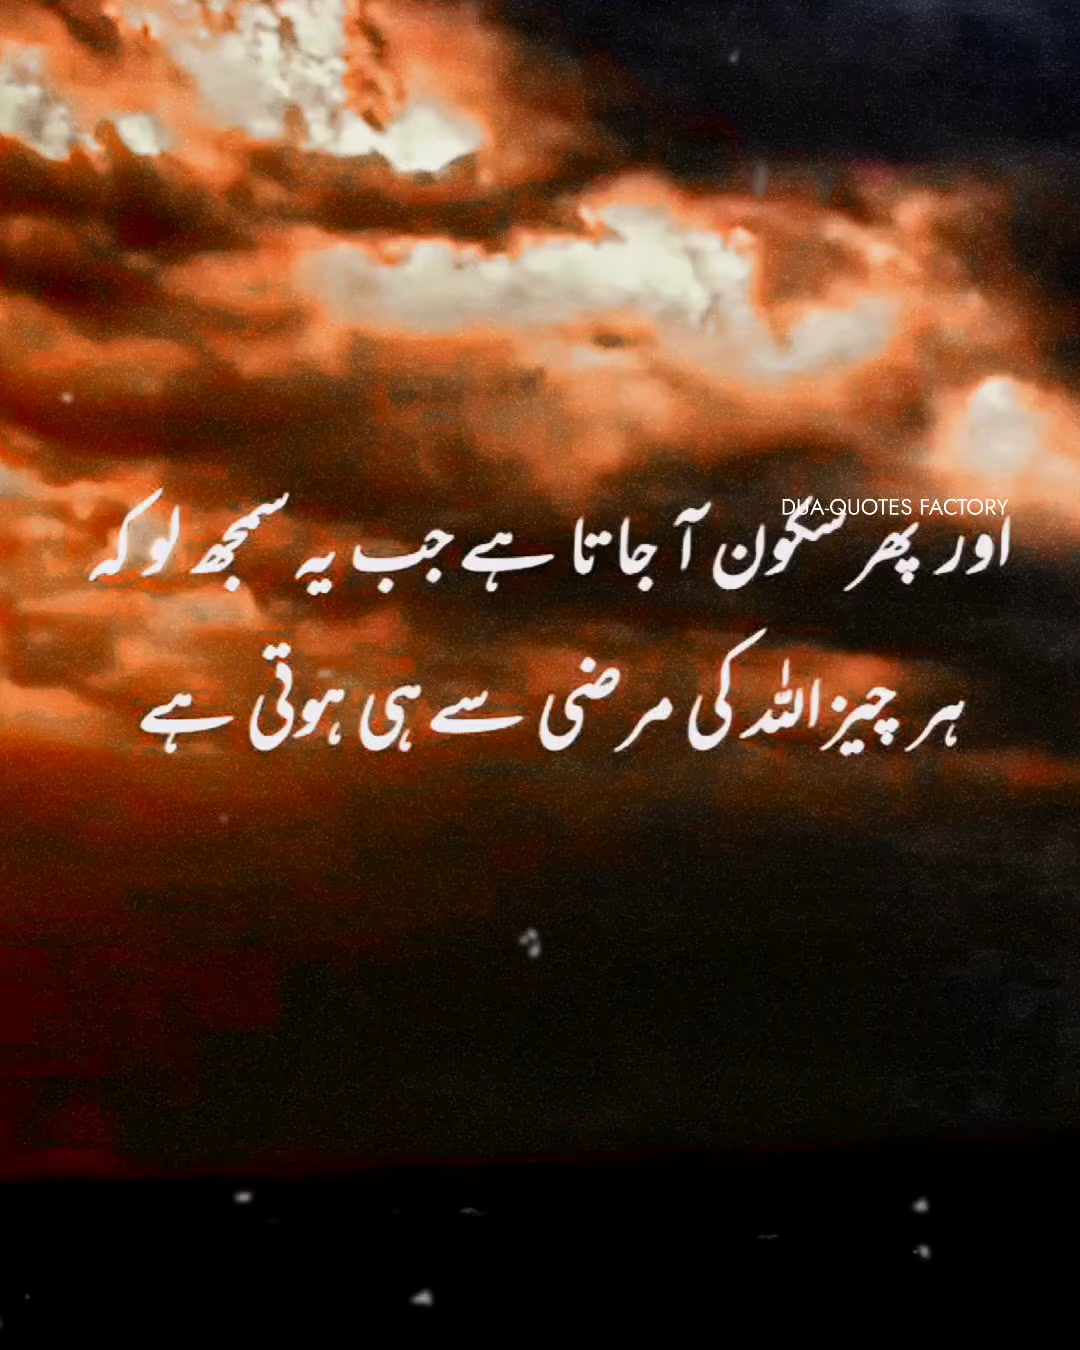 DUA-QUOTES FACTORY
اور پھر سکون آ جاتا ہے جب یہ سمجھ لو کہ
ہر چیز اللہ کی مرضی سے ہی ہوتی ہے